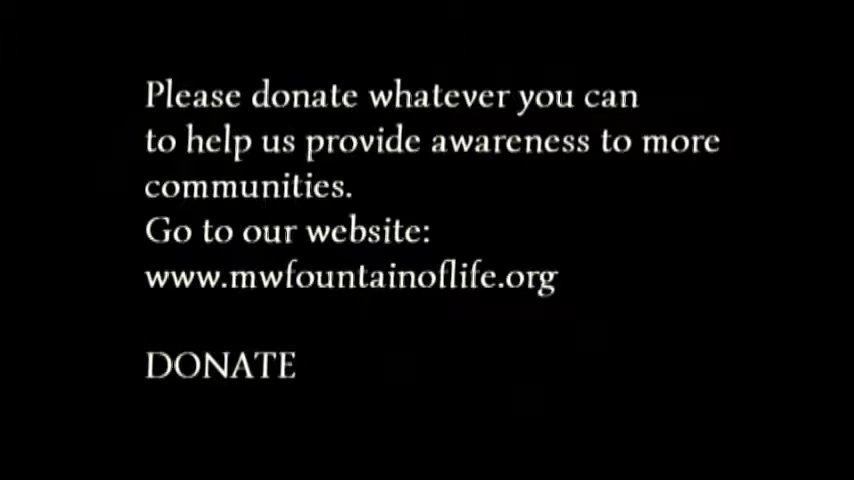 Please donate whatever you can
to help us provide awareness to more
communities.
Go to our website:
www.mwfountainoflife.org
DONATE